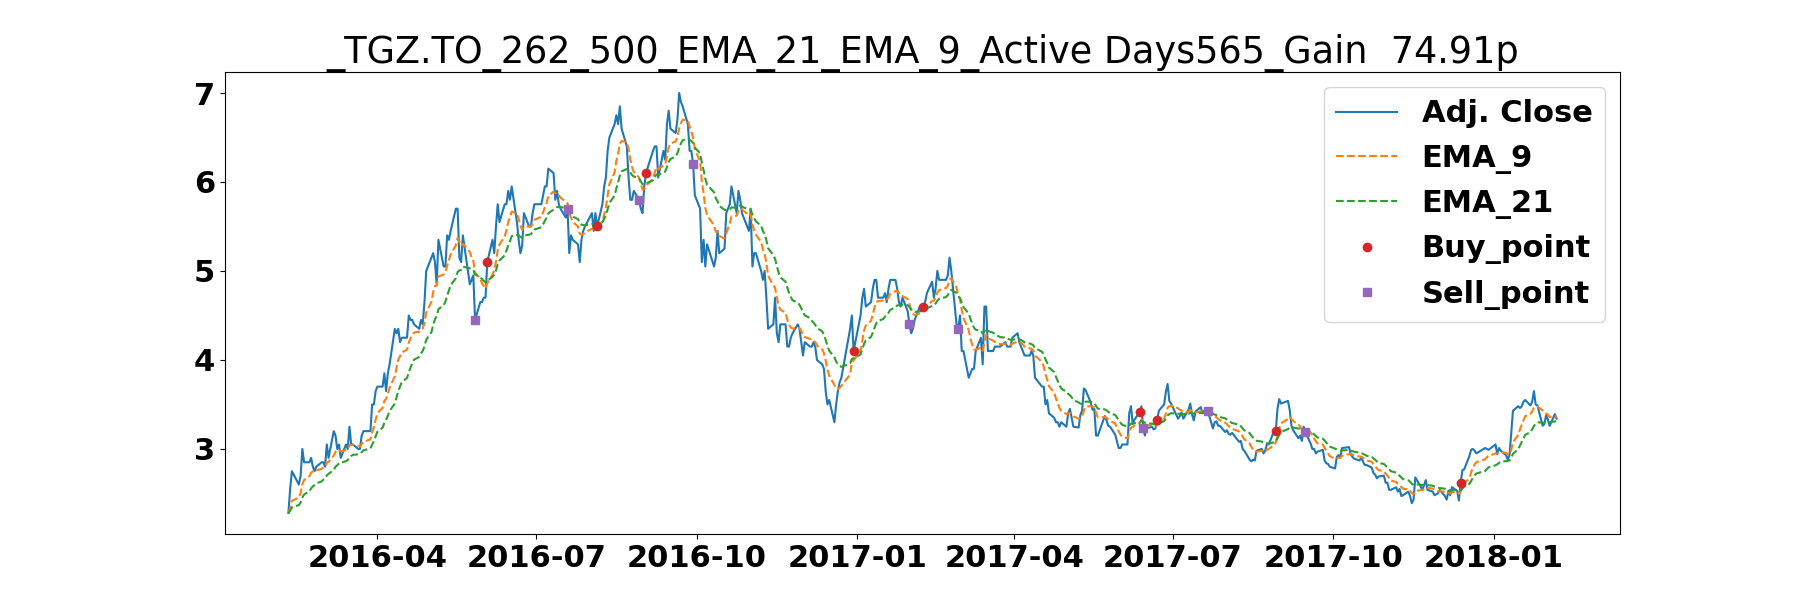 _TGZ.TO_262_500_EMA_21_EMA_9_Active Days565_Gain  74.91p
7
6
5
4
3
Adj. Close
EMA_9
EMA_21
Buy_point
Sell_point
2016-04 2016-07 2016-10 2017-01 2017-04 2017-07 2017-10 2018-01